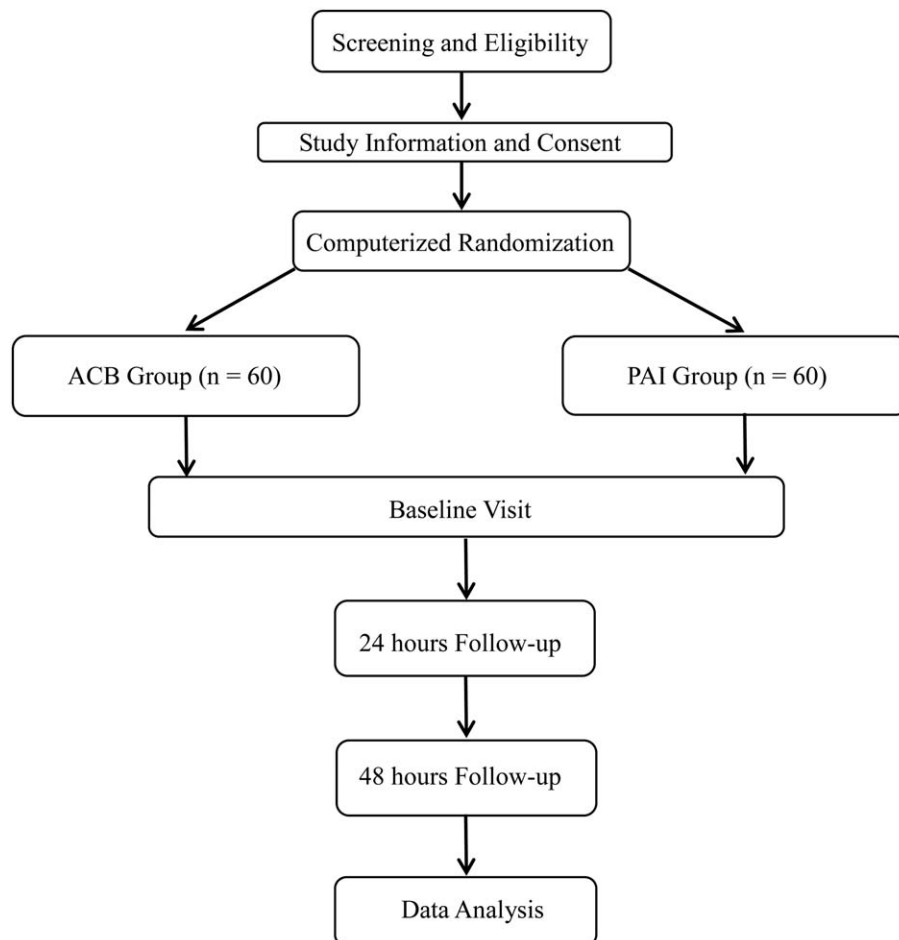 Screening and Eligibility
Study Information and Consent
Computerized Randomization
ACB Group (n = 60)
PAI Group (n = 60)
Baseline Visit
24 hours Follow-up
48 hours Follow-up
Data Analysis